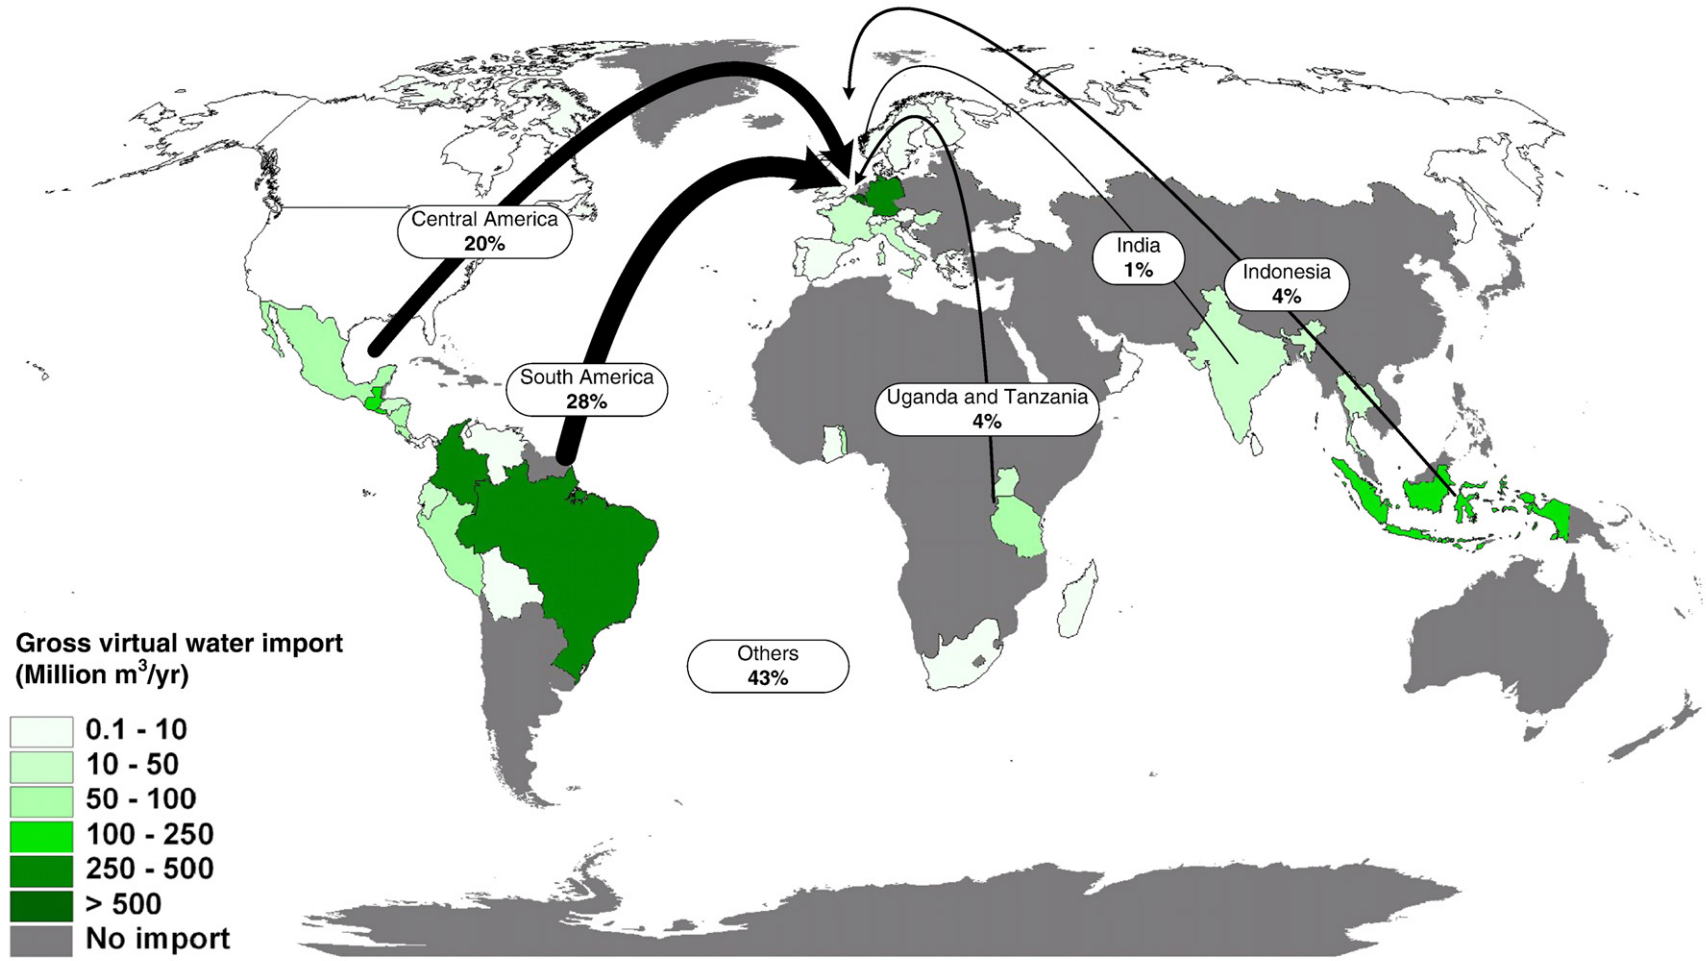 Central America
20%
India
1%
Indonesia
4%
South America
28%
Uganda and Tanzania
4%
Others
43%
Gross virtual water import
(Million m³/yr)
0.1 - 10
10 - 50
50 - 100
100 - 250
250 - 500
> 500
No import